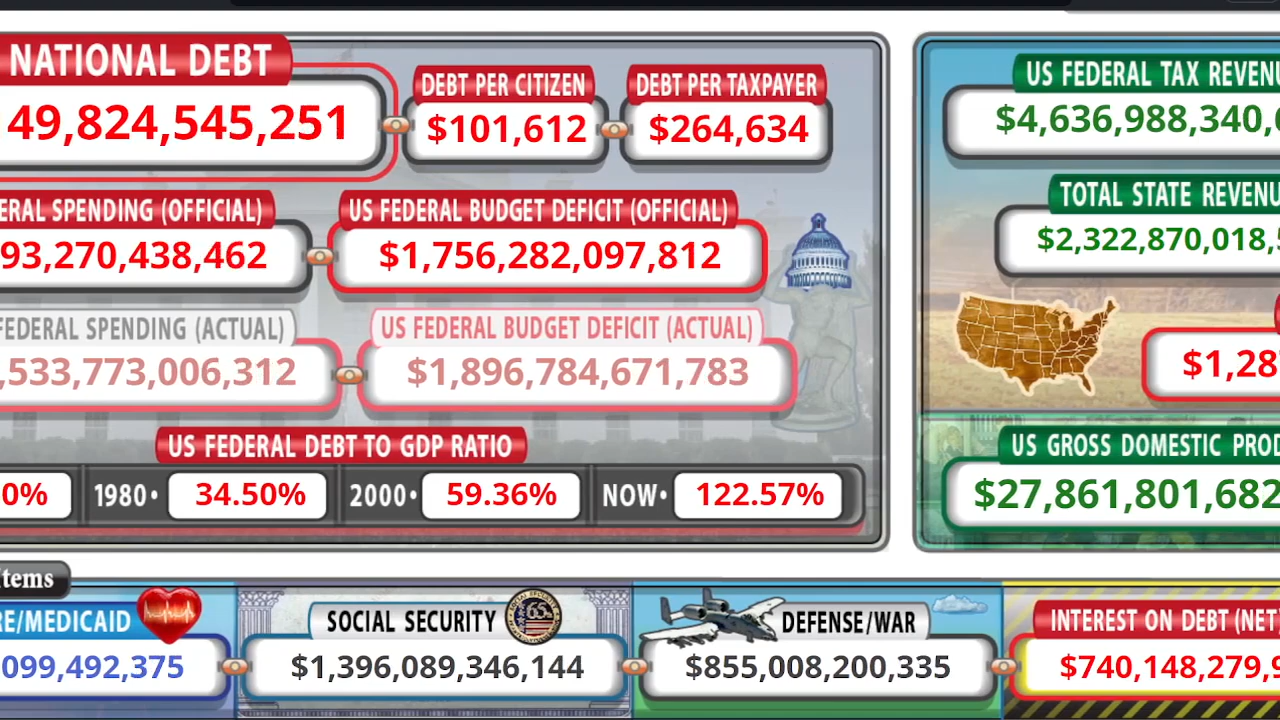 NATIONAL DEBT
49,824,545,251
DEBT PER CITIZEN
$101,612
DEBT PER TAXPAYER
$264,634
US FEDERAL TAX REVENU
$4,636,988,340,
ERAL SPENDING (OFFICIAL)
93,270,438,462
US FEDERAL BUDGET DEFICIT (OFFICIAL)
$1,756,282,097,812
TOTAL STATE REVENU
$2,322,870,018,
FEDERAL SPENDING (ACTUAL)
,533,773,006,312
US FEDERAL BUDGET DEFICIT (ACTUAL)
$1,896,784,671,783
$1,28
US FEDERAL DEBT TO GDP RATIO
0% 1980• 34.50% 2000• 59.36% NOW• 122.57%
US GROSS DOMESTIC PROD
$27,861,801,682
Items
RE/MEDICAID
099,492,375
SOCIAL SECURITY
65
$1,396,089,346,144
DEFENSE/WAR
$855,008,200,335
INTEREST ON DEBT (NET
$740,148,279,9